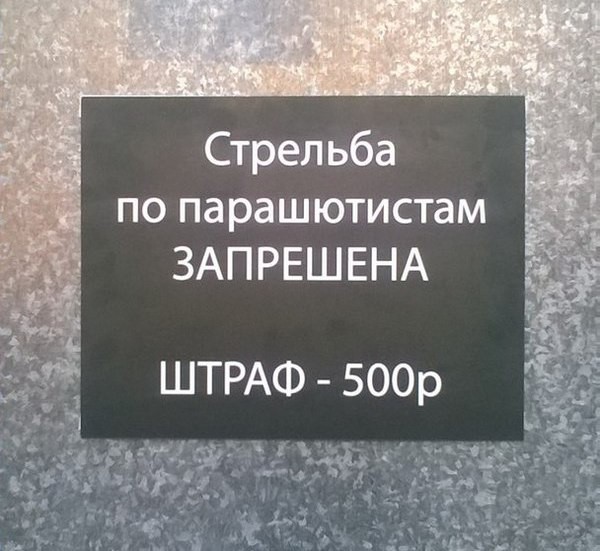 Стрельба
по парашютистам
ЗАПРЕШЕНА
ШТРАФ - 500р